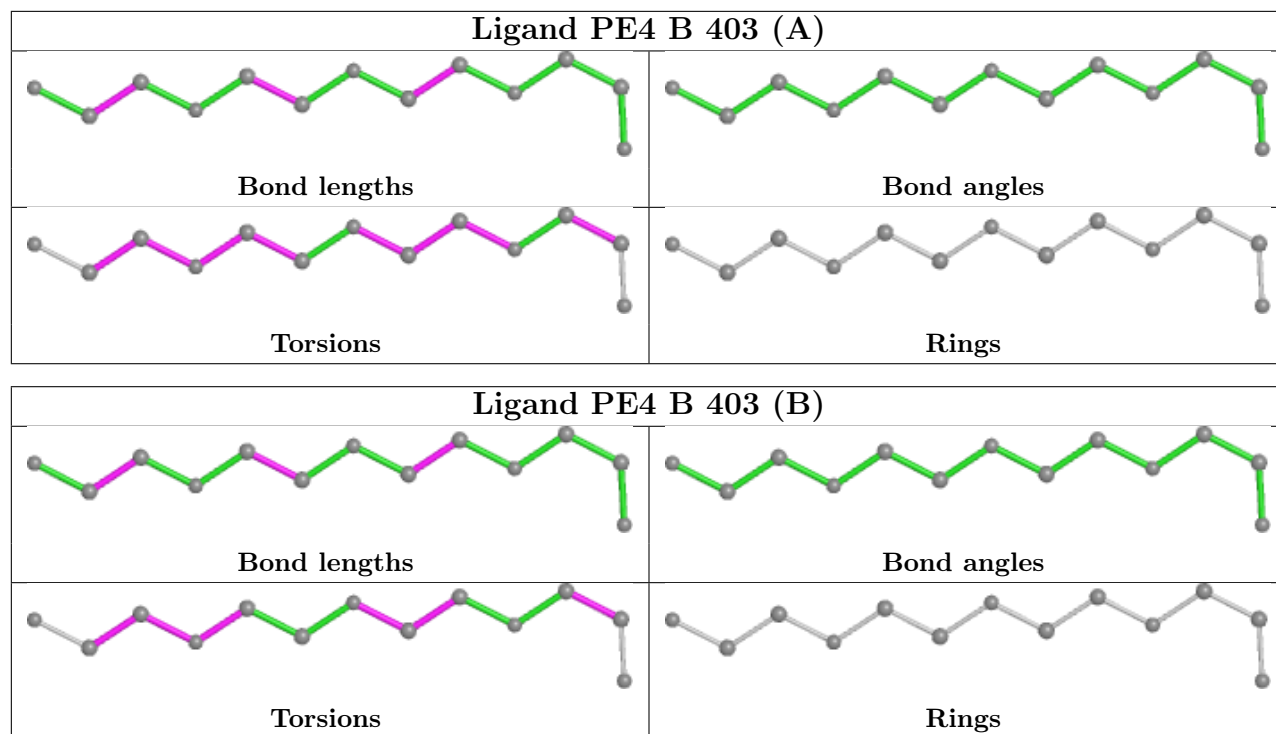 Ligand PE4 B 403 (A)
Bond lengths
Bond angles
Torsions
Rings
Ligand PE4 B 403 (B)
Bond lengths
Bond angles
Torsions
Rings